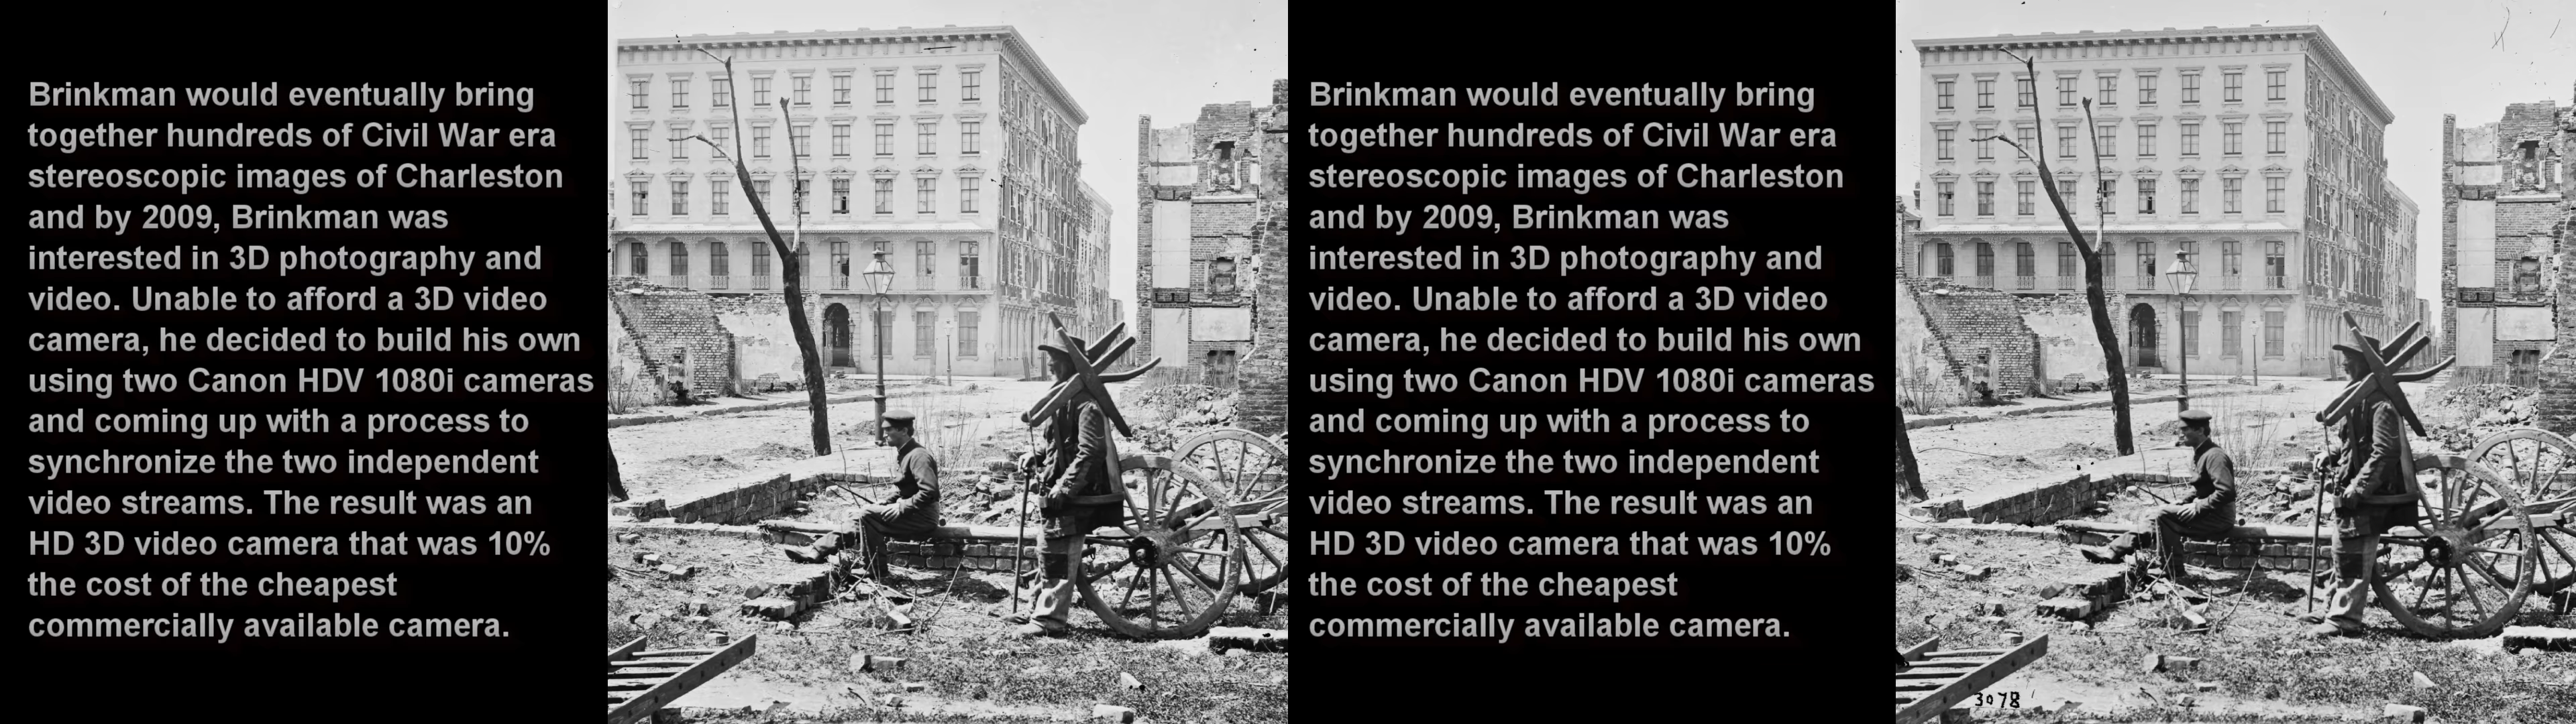 Brinkman would eventually bring
together hundreds of Civil War era
stereoscopic images of Charleston
and by 2009, Brinkman was
interested in 3D photography and
video. Unable to afford a 3D video
camera, he decided to build his own
using two Canon HDV 1080i cameras
and coming up with a process to
synchronize the two independent
video streams. The result was an
HD 3D video camera that was 10%
the cost of the cheapest
commercially available camera.
Brinkman would eventually bring
together hundreds of Civil War era
stereoscopic images of Charleston
and by 2009, Brinkman was
interested in 3D photography and
video. Unable to afford a 3D video
camera, he decided to build his own
using two Canon HDV 1080i cameras
and coming up with a process to
synchronize the two independent
video streams. The result was an
HD 3D video camera that was 10%
the cost of the cheapest
commercially available camera.
3078